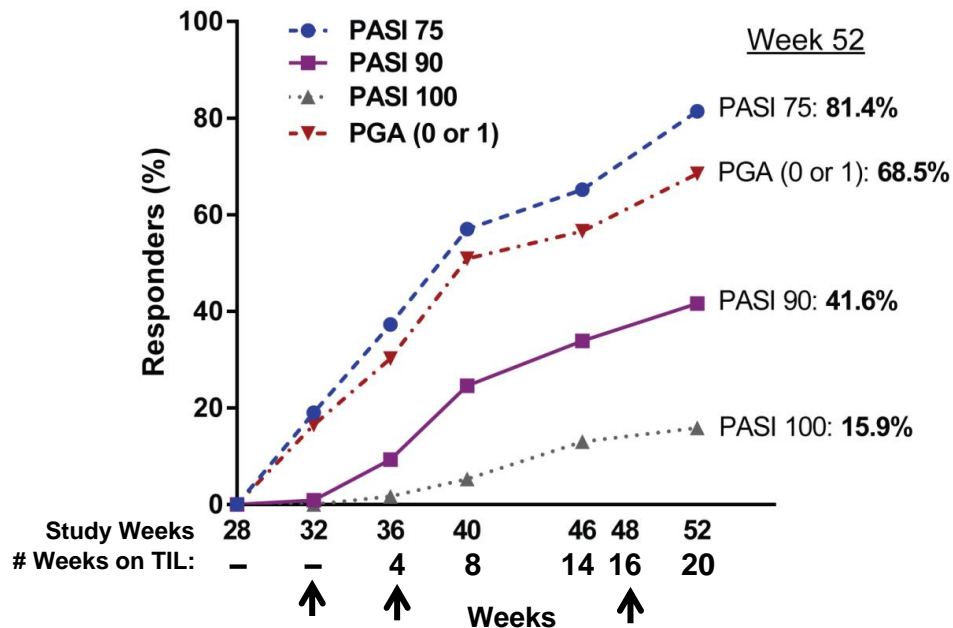 100
80
60
40
20
0
Responders (%)
PASI 75
PASI 90
PASI 100
PGA (0 or 1)
Week 52
PASI 75: 81.4%
PGA (0 or 1): 68.5%
PASI 90: 41.6%
PASI 100: 15.9%
Study Weeks 28 32 36 40 46 48 52
# Weeks on TIL: – – 4 8 14 16 20
Weeks